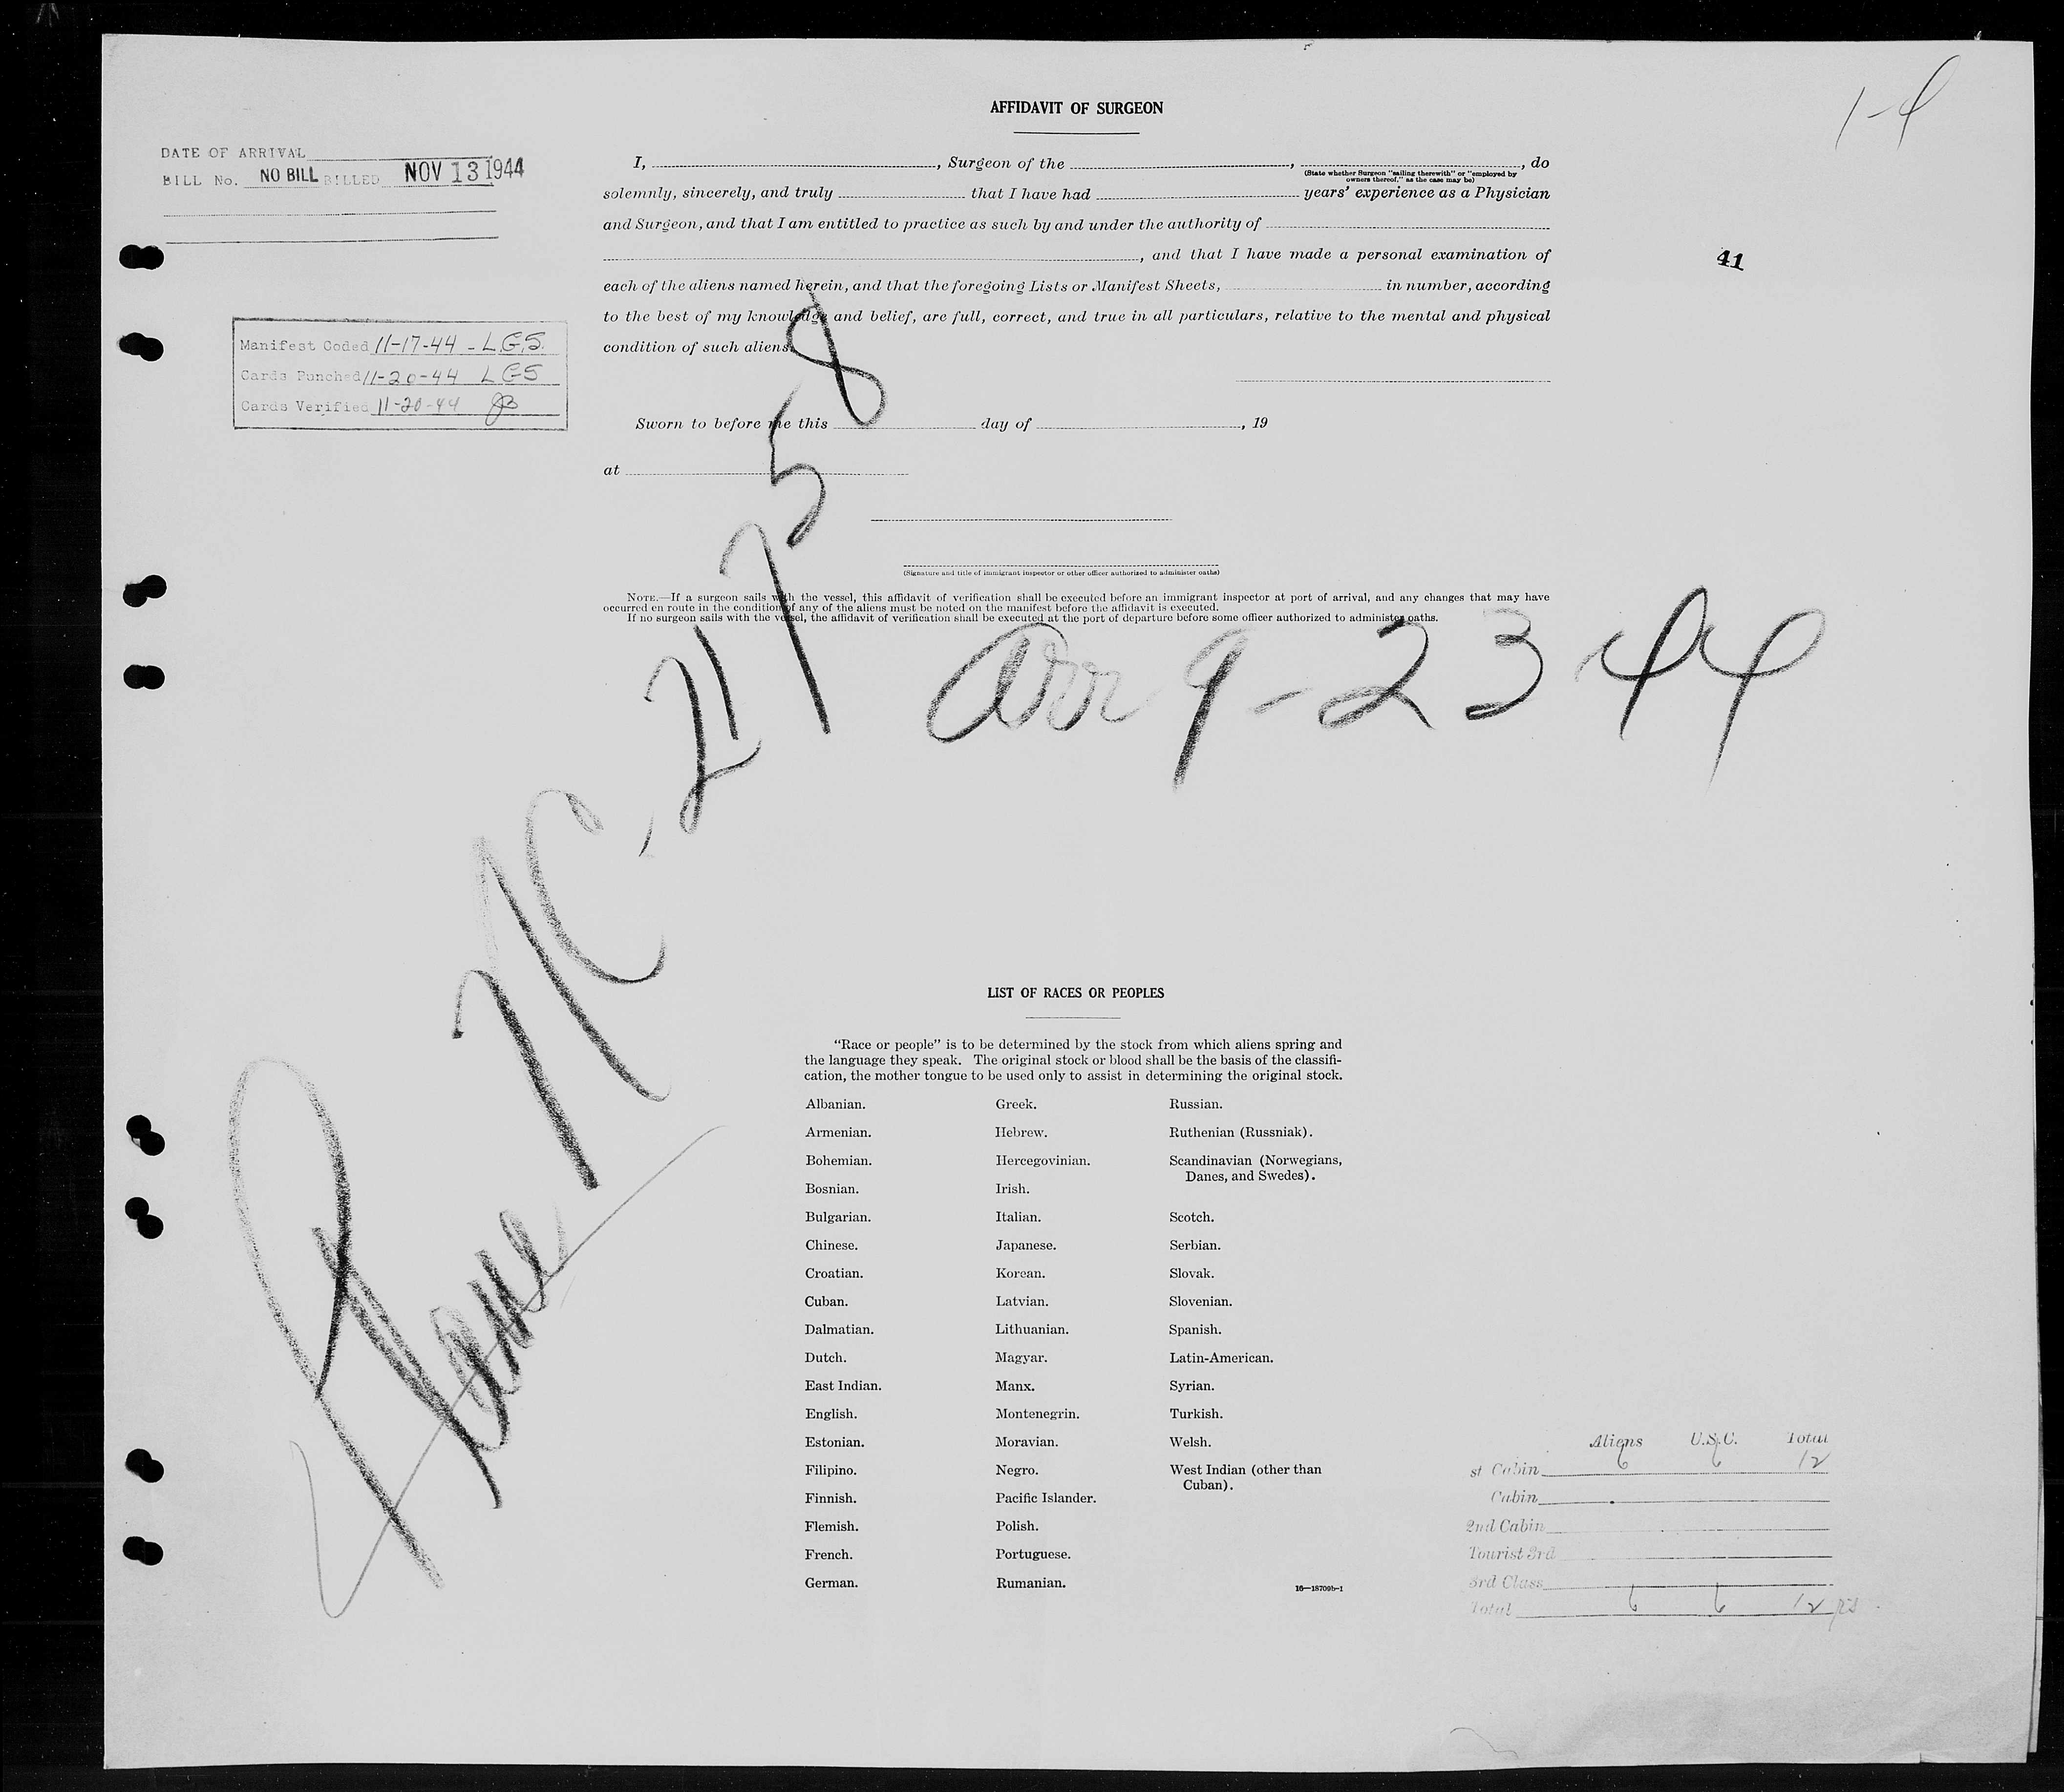 AFFIDAVIT OF SURGEON
1-4
DATE OF ARRIVAL
BILL No. NO BILL BILLED NOV 13 1944
I, , Surgeon of the , , do
(State whether Surgeon "sailing therewith" or "employed by
owners thereof," as the case may be)
solemnly, sincerely, and truly that I have had years' experience as a Physician
and Surgeon, and that I am entitled to practice as such by and under the authority of
, and that I have made a personal examination of
41
each of the aliens named herein, and that the foregoing Lists or Manifest Sheets, in number, according
to the best of my knowledge and belief, are full, correct, and true in all particulars, relative to the mental and physical
condition of such aliens.
Manifest Coded 11-17-44 - L.G.S.
Cards Punched 11-20-44 LGS
Cards Verified 11-20-44 JB
Sworn to before me this day of , 19
at
(Signature and title of immigrant inspector or other officer authorized to administer oaths)
NOTE.—If a surgeon sails with the vessel, this affidavit of verification shall be executed before an immigrant inspector at port of arrival, and any changes that may have
occurred en route in the condition of any of the aliens must be noted on the manifest before the affidavit is executed.
If no surgeon sails with the vessel, the affidavit of verification shall be executed at the port of departure before some officer authorized to administer oaths.
Arr 9-23 44
Plane NC-21758
LIST OF RACES OR PEOPLES
"Race or people" is to be determined by the stock from which aliens spring and
the language they speak. The original stock or blood shall be the basis of the classifi-
cation, the mother tongue to be used only to assist in determining the original stock.
Albanian.
Armenian.
Bohemian.
Bosnian.
Bulgarian.
Chinese.
Croatian.
Cuban.
Dalmatian.
Dutch.
East Indian.
English.
Estonian.
Filipino.
Finnish.
Flemish.
French.
German.
Greek.
Hebrew.
Hercegovinian.
Irish.
Italian.
Japanese.
Korean.
Latvian.
Lithuanian.
Magyar.
Manx.
Montenegrin.
Moravian.
Negro.
Pacific Islander.
Polish.
Portuguese.
Rumanian.
Russian.
Ruthenian (Russniak).
Scandinavian (Norwegians,
Danes, and Swedes).
Scotch.
Serbian.
Slovak.
Slovenian.
Spanish.
Latin-American.
Syrian.
Turkish.
Welsh.
West Indian (other than
Cuban).
16—18709b-1
Aliens U.S.C. Total
st Cabin 6 6 12
Cabin
2nd Cabin
Tourist 3rd
3rd Class
Total 6 6 12